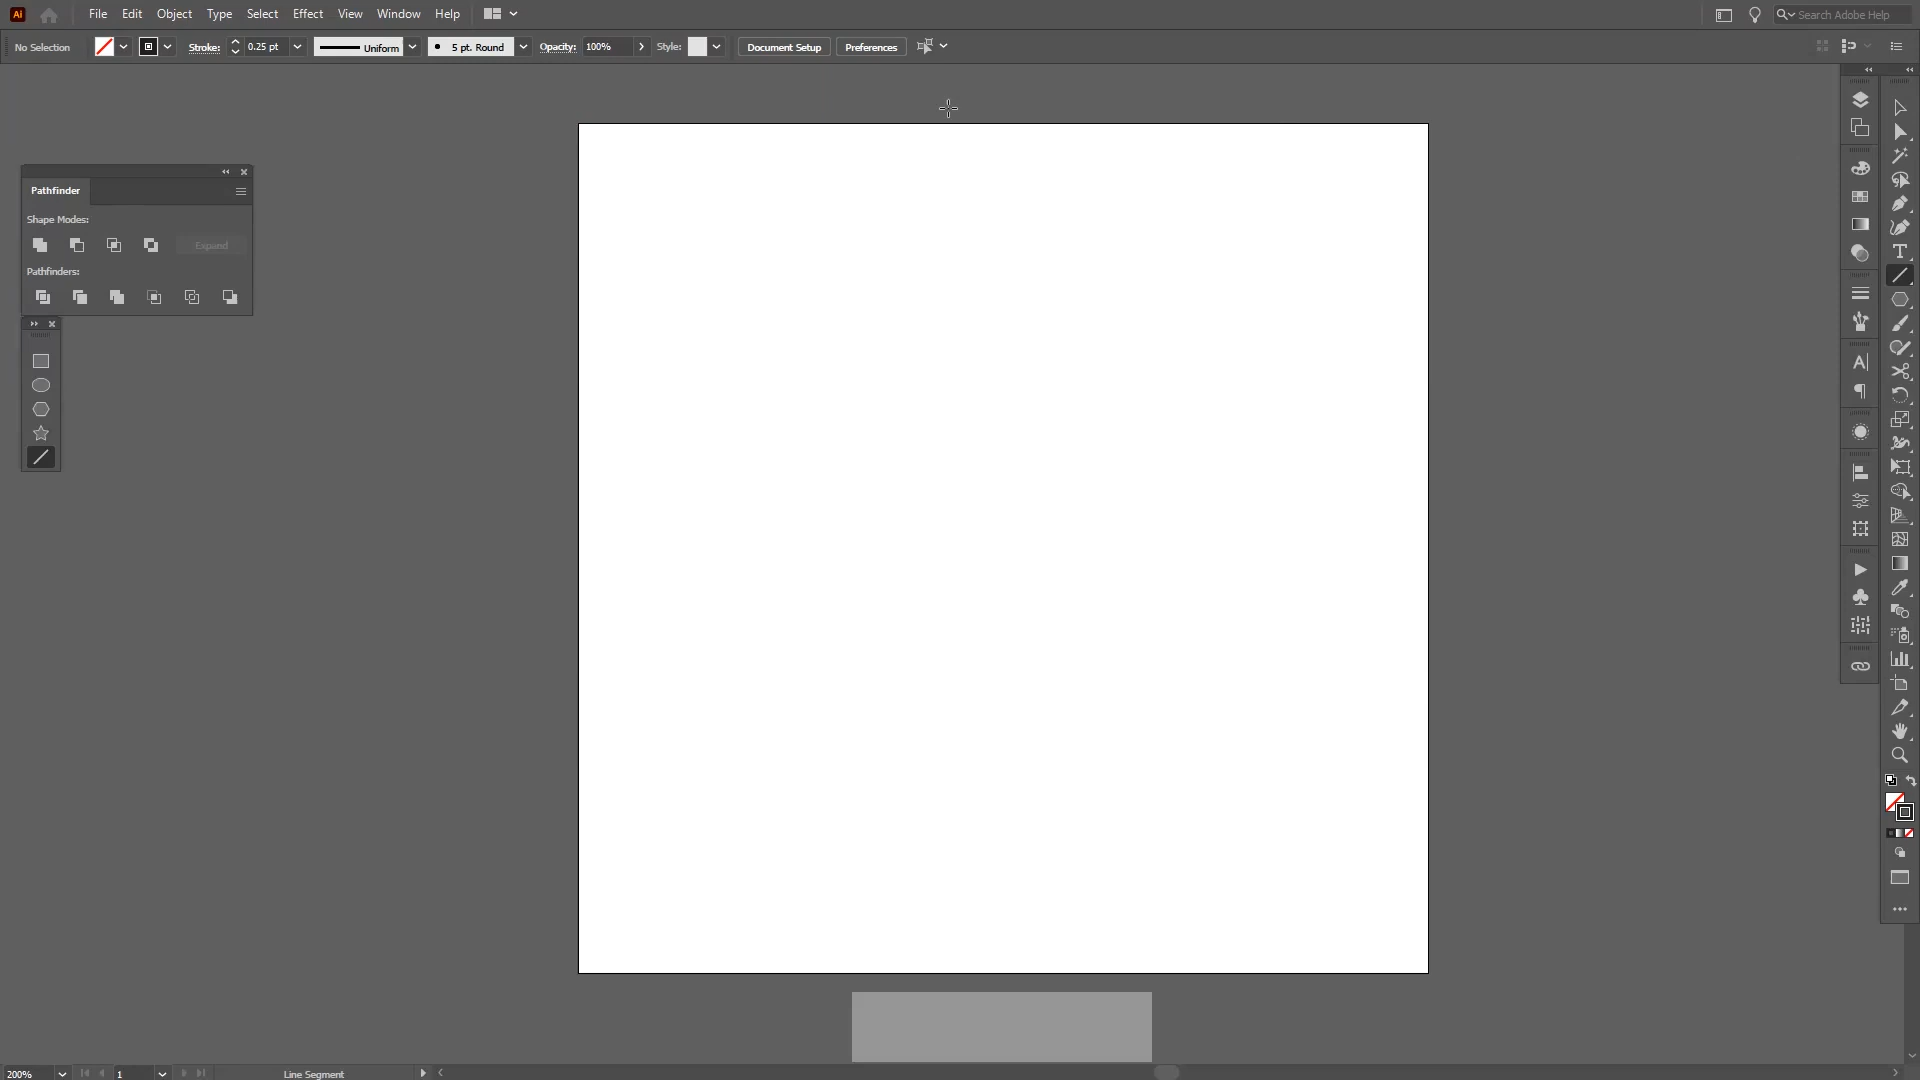 Ai File Edit Object Type Select Effect View Window Help Search Adobe Help
No Selection Stroke: 0.25 pt Uniform 5 pt. Round Opacity: 100% Style: Document Setup Preferences
Pathfinder
Shape Modes:
Expand
Pathfinders:
200% 1 Line Segment